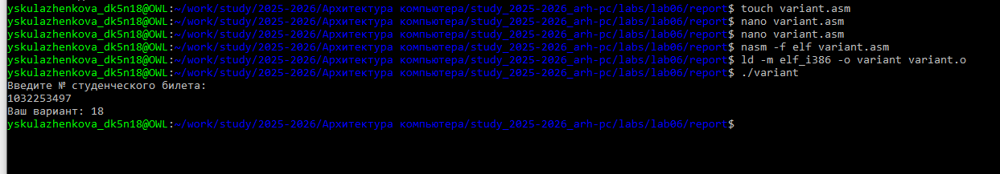 yskulazhenkova_dk5n18@OWL:~/work/study/2025-2026/Архитектура компьютера/study_2025-2026_arh-pc/labs/lab06/report$ touch variant.asm
yskulazhenkova_dk5n18@OWL:~/work/study/2025-2026/Архитектура компьютера/study_2025-2026_arh-pc/labs/lab06/report$ nano variant.asm
yskulazhenkova_dk5n18@OWL:~/work/study/2025-2026/Архитектура компьютера/study_2025-2026_arh-pc/labs/lab06/report$ nano variant.asm
yskulazhenkova_dk5n18@OWL:~/work/study/2025-2026/Архитектура компьютера/study_2025-2026_arh-pc/labs/lab06/report$ nasm -f elf variant.asm
yskulazhenkova_dk5n18@OWL:~/work/study/2025-2026/Архитектура компьютера/study_2025-2026_arh-pc/labs/lab06/report$ ld -m elf_i386 -o variant variant.o
yskulazhenkova_dk5n18@OWL:~/work/study/2025-2026/Архитектура компьютера/study_2025-2026_arh-pc/labs/lab06/report$ ./variant
Введите № студенческого билета:
1032253497
Ваш вариант: 18
yskulazhenkova_dk5n18@OWL:~/work/study/2025-2026/Архитектура компьютера/study_2025-2026_arh-pc/labs/lab06/report$